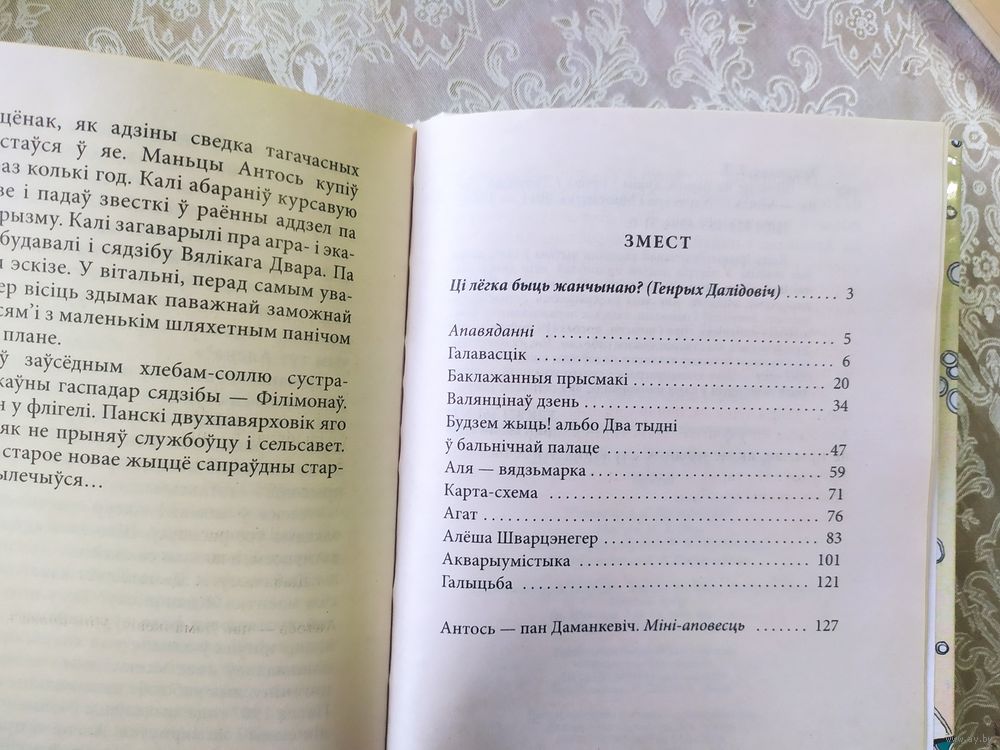 цёнак, як адзіны сведка тагачасных
стаўся ў яе. Маньцы Антось купіў
раз колькі год. Калі абараніў курсавую
ве і падаў звесткі ў раённы аддзел па
рызму. Калі загаварылі пра агра- і эка-
будавалі і сядзібу Вялікага Двара. Па
эскізе. У вітальні, перад самым ува-
ер вісіць здымак паважнай заможнай
сям’і з маленькім шляхетным панічом
плане.
ў заўсёдным хлебам-соллю сустра-
каўны гаспадар сядзібы — Філімонаў.
н у флігелі. Панскі двухпавярховік яго
як не прыняў службоўцу і сельсавет.
старое новае жыццё сапраўдны стар-
ылечыўся…
ЗМЕСТ
Ці лёгка быць жанчынаю? (Генрых Далідовіч) ....... 3
Апавяданні ........ 5
Галавасцік ........ 6
Баклажанныя прысмакі ........ 20
Валянцінаў дзень ........ 34
Будзем жыць! альбо Два тыдні
ў бальнічнай палаце ........ 47
Аля — вядзьмарка ........ 59
Карта-схема ........ 71
Агат ........ 76
Алёша Шварцэнегер ........ 83
Акварыумістыка ........ 101
Галыцьба ........ 121
Антось — пан Даманкевіч. Міні-аповесць ....... 127
www.ay.by